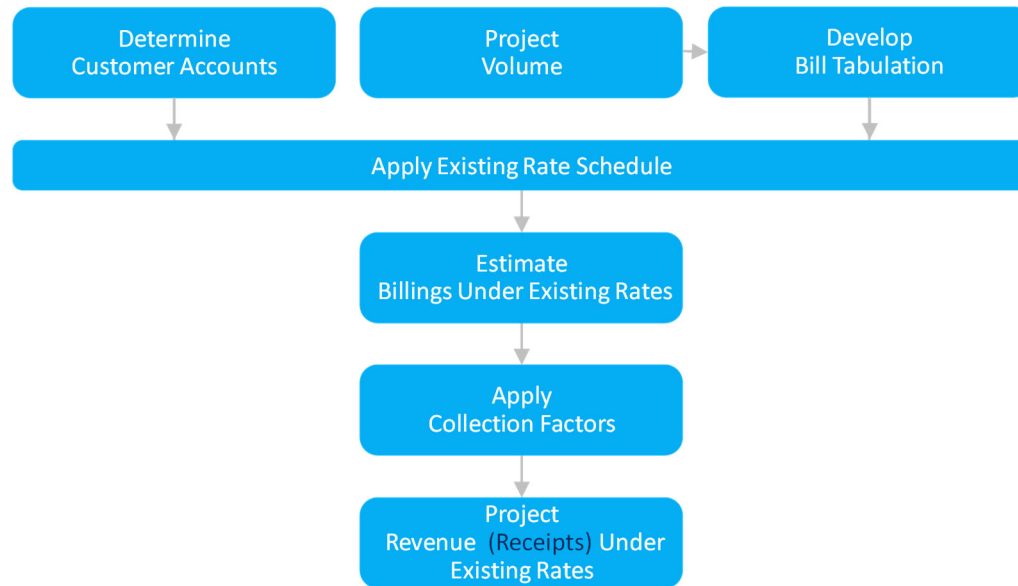 Determine
Customer Accounts
Project
Volume
Develop
Bill Tabulation
Apply Existing Rate Schedule
Estimate
Billings Under Existing Rates
Apply
Collection Factors
Project
Revenue (Receipts) Under
Existing Rates